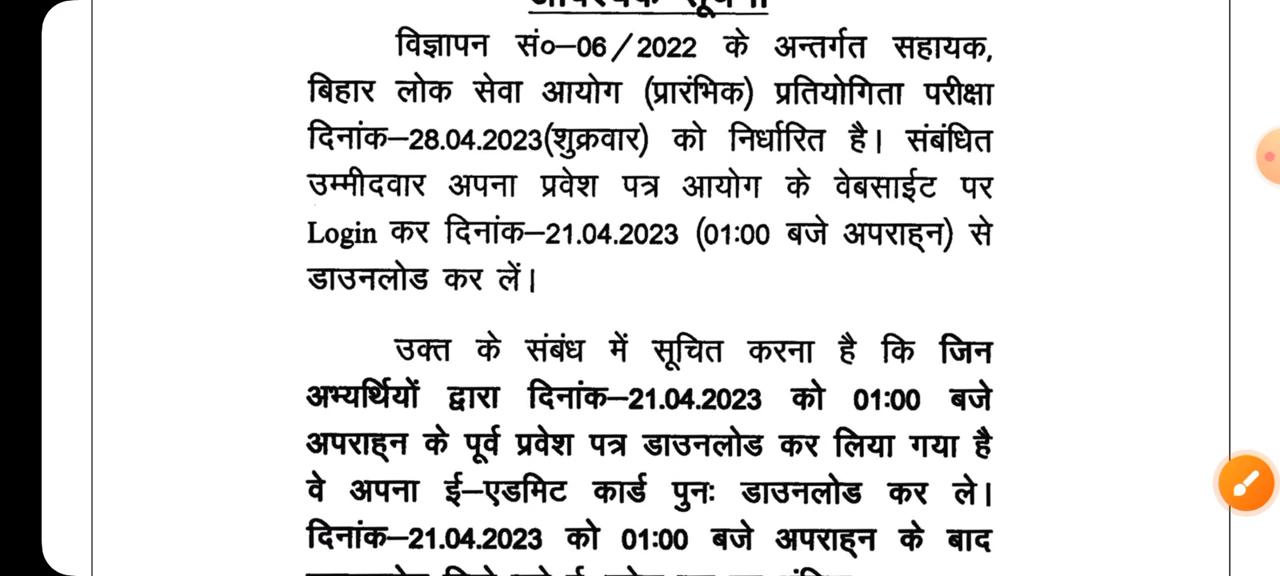 विज्ञापन सं०–06/2022 के अन्तर्गत सहायक,
बिहार लोक सेवा आयोग (प्रारंभिक) प्रतियोगिता परीक्षा
दिनांक–28.04.2023(शुक्रवार) को निर्धारित है। संबंधित
उम्मीदवार अपना प्रवेश पत्र आयोग के वेबसाईट पर
Login कर दिनांक–21.04.2023 (01:00 बजे अपराह्न) से
डाउनलोड कर लें।
उक्त के संबंध में सूचित करना है कि जिन
अभ्यर्थियों द्वारा दिनांक–21.04.2023 को 01:00 बजे
अपराह्न के पूर्व प्रवेश पत्र डाउनलोड कर लिया गया है
वे अपना ई–एडमिट कार्ड पुनः डाउनलोड कर ले।
दिनांक–21.04.2023 को 01:00 बजे अपराह्न के बाद